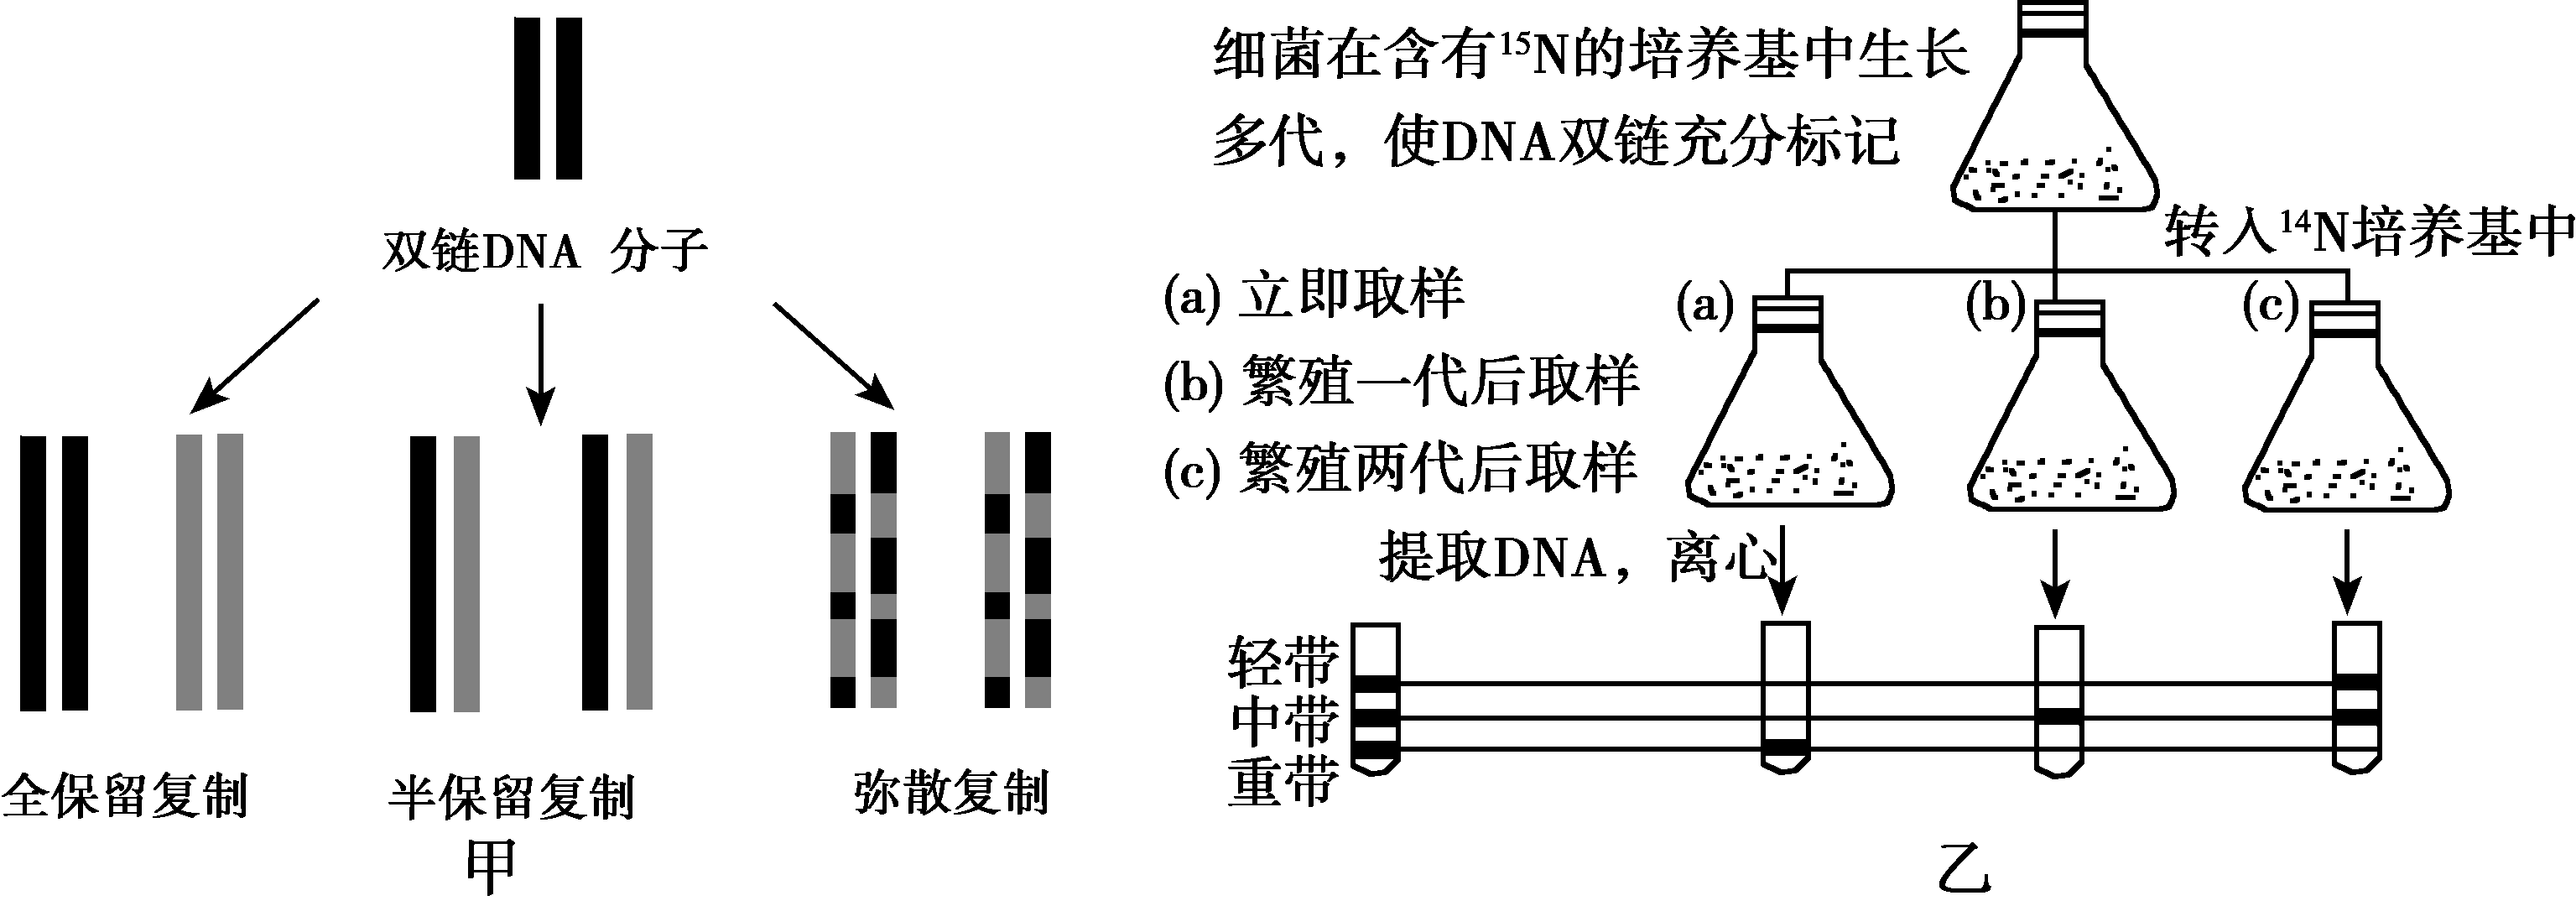 双链DNA 分子
全保留复制
半保留复制
弥散复制
甲
细菌在含有¹⁵N的培养基中生长
多代，使DNA双链充分标记
转入¹⁴N培养基中
(a) 立即取样
(b) 繁殖一代后取样
(c) 繁殖两代后取样
(a)
(b)
(c)
提取DNA，离心
轻带
中带
重带
乙